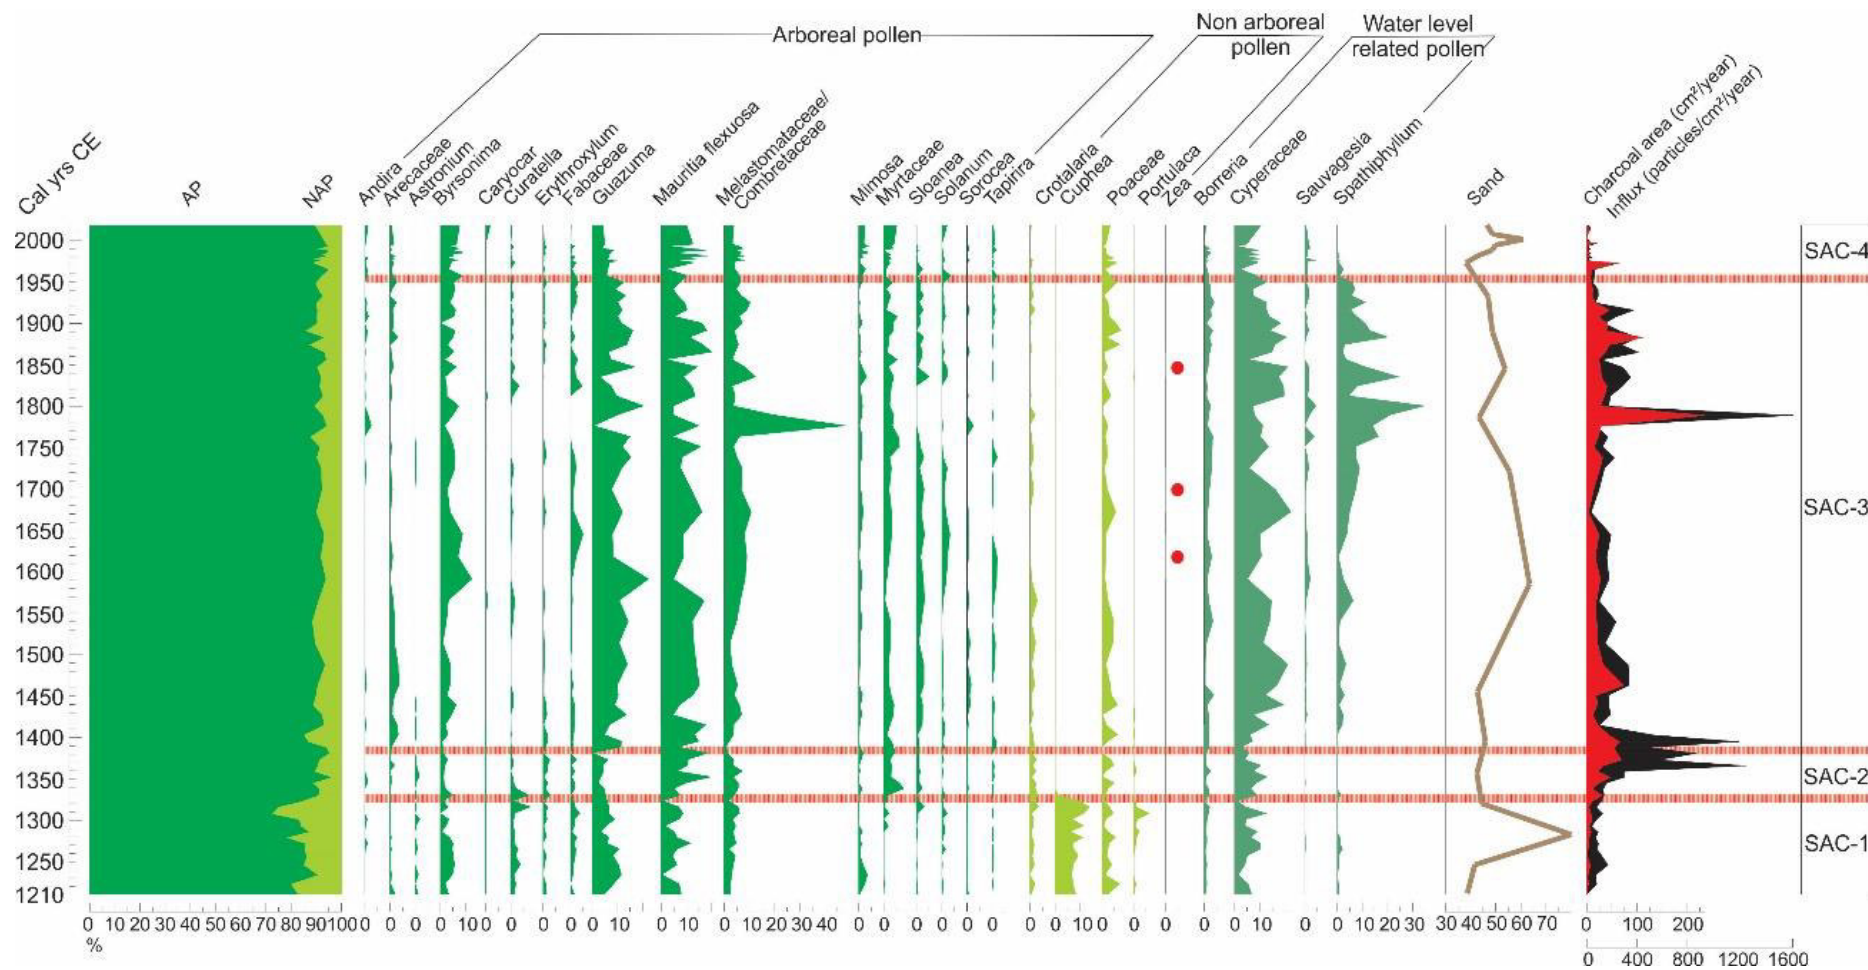 Arboreal pollen
Non arboreal
pollen
Water level
related pollen
Cal yrs CE
AP
NAP
Andira
Arecaceae
Astronium
Byrsonima
Caryocar
Curatella
Erythroxylum
Fabaceae
Guazuma
Mauritia flexuosa
Melastomataceae/
Combretaceae
Mimosa
Myrtaceae
Sloanea
Solanum
Sorocea
Tapirira
Crotalaria
Cuphea
Poaceae
Portulaca
Zea
Borreria
Cyperaceae
Sauvagesia
Spathiphyllum
Sand
Charcoal area (cm²/year)
Influx (particles/cm²/year)
2000
1950
1900
1850
1800
1750
1700
1650
1600
1550
1500
1450
1400
1350
1300
1250
1210
SAC-4
SAC-3
SAC-2
SAC-1
0 10 20 30 40 50 60 70 80 90 100 0 0 0 0 0 0 0 0 0 10 0 10 0 10 20 30 40 0 0 0 0 0 0 0 0 10 0 0 0 0 0 10 0 0 10 20 30 30 40 50 60 70 0 100 200
%
0 400 800 1200 1600